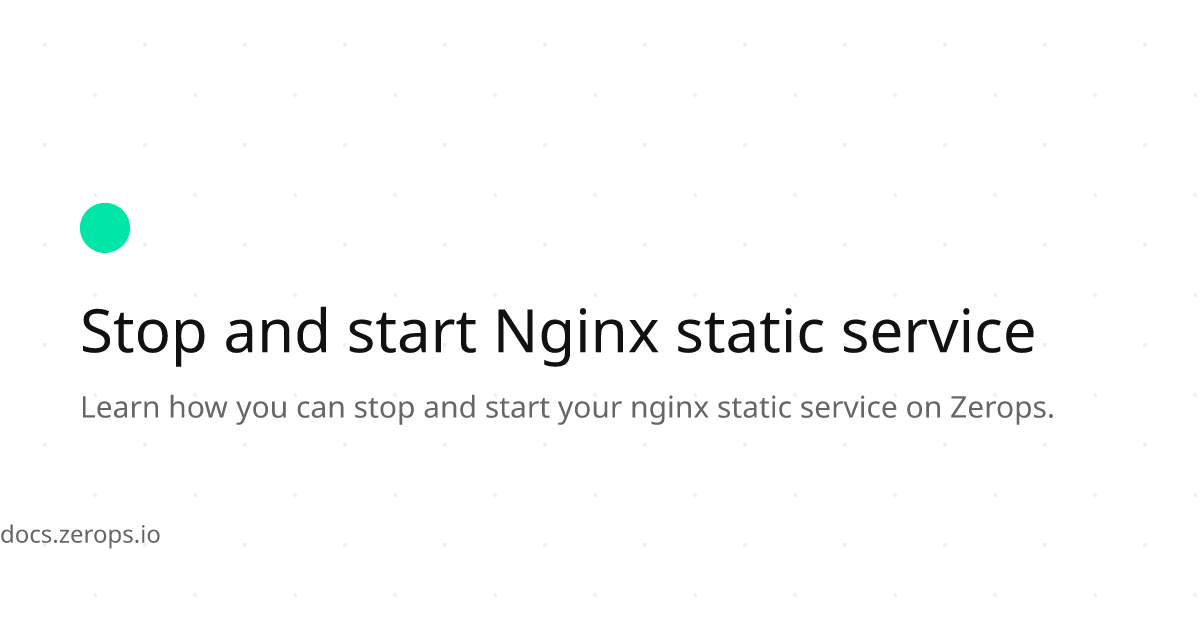 Stop and start Nginx static service
Learn how you can stop and start your nginx static service on Zerops.
docs.zerops.io